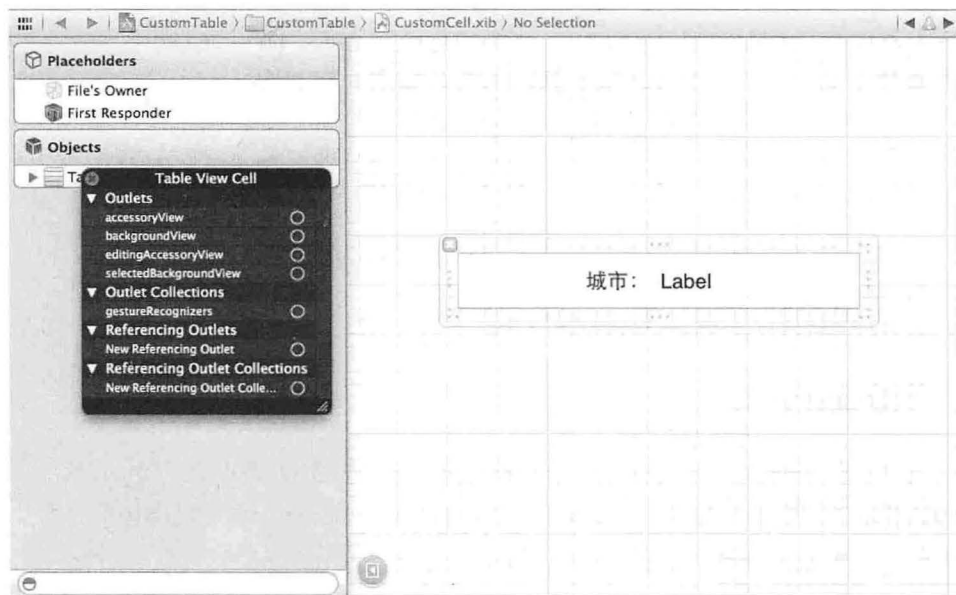 CustomTable CustomTable CustomCell.xib No Selection
Placeholders
File's Owner
First Responder
Objects
Ta
Table View Cell
Outlets
accessoryView
backgroundView
editingAccessoryView
selectedBackgroundView
Outlet Collections
gestureRecognizers
Referencing Outlets
New Referencing Outlet
Referencing Outlet Collections
New Referencing Outlet Colle...
城市： Label